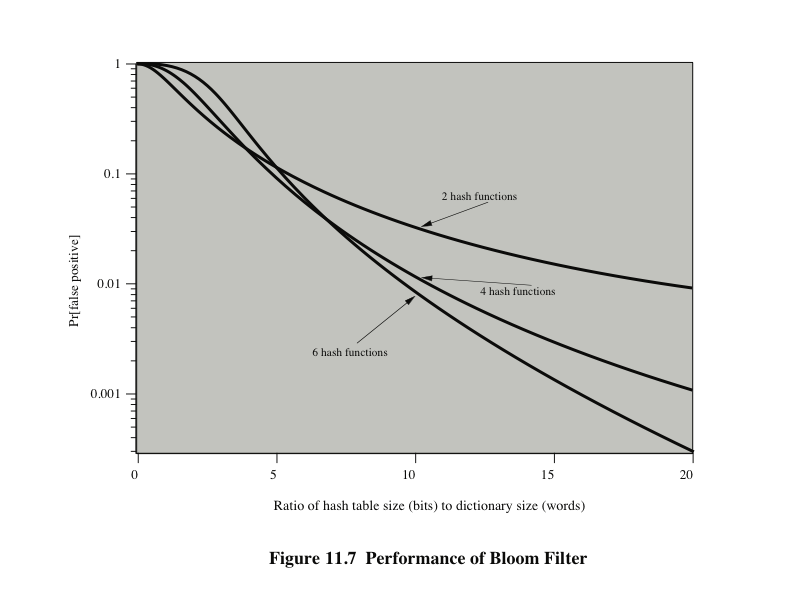 1
0.1
0.01
0.001
Pr[false positive]
2 hash functions
4 hash functions
6 hash functions
0 5 10 15 20
Ratio of hash table size (bits) to dictionary size (words)
Figure 11.7 Performance of Bloom Filter